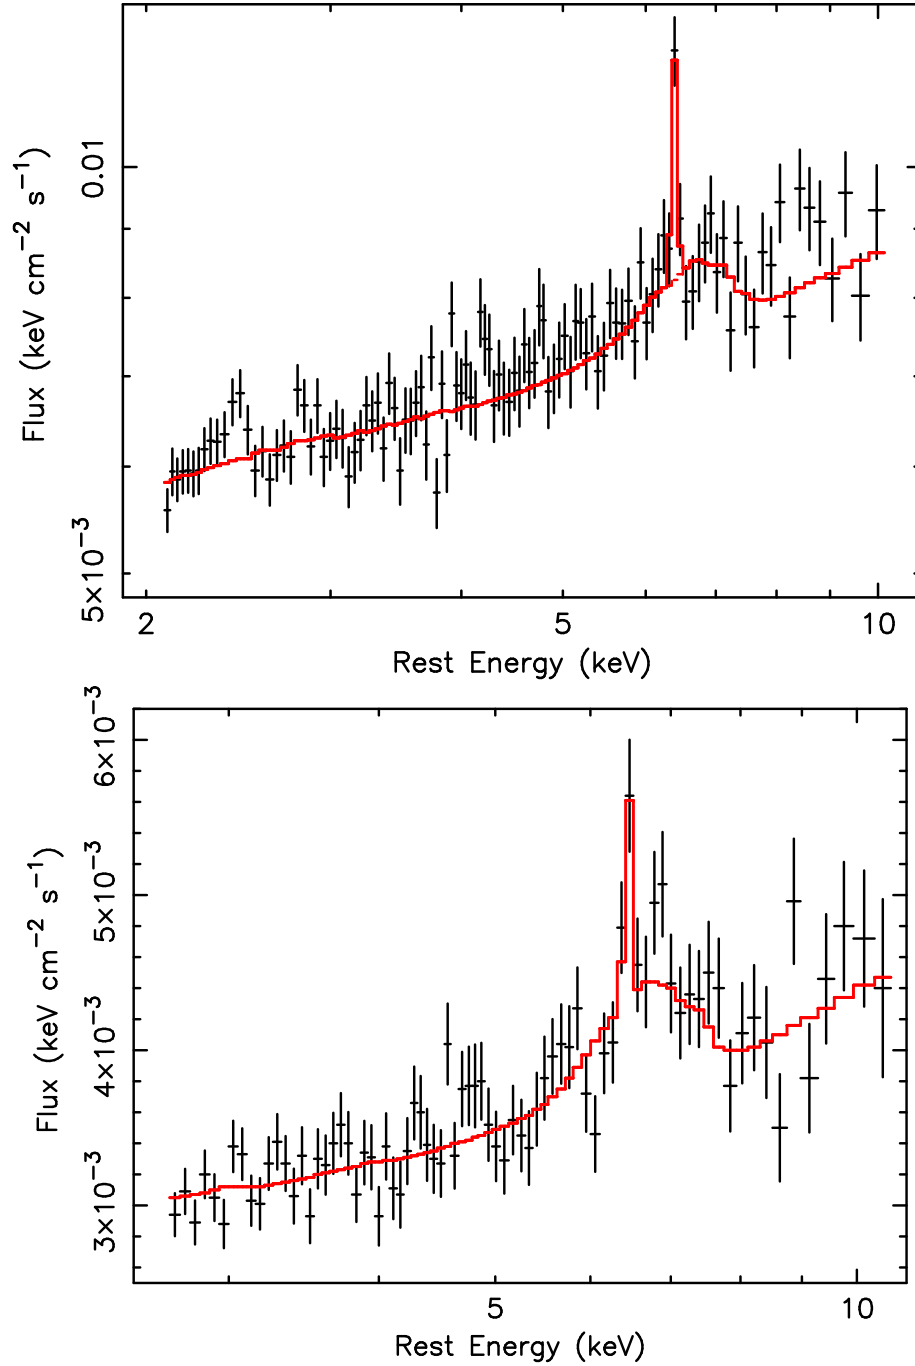 0.01
5×10⁻³
Flux (keV cm⁻² s⁻¹)
2 5 10
Rest Energy (keV)
6×10⁻³
5×10⁻³
4×10⁻³
3×10⁻³
Flux (keV cm⁻² s⁻¹)
5 10
Rest Energy (keV)